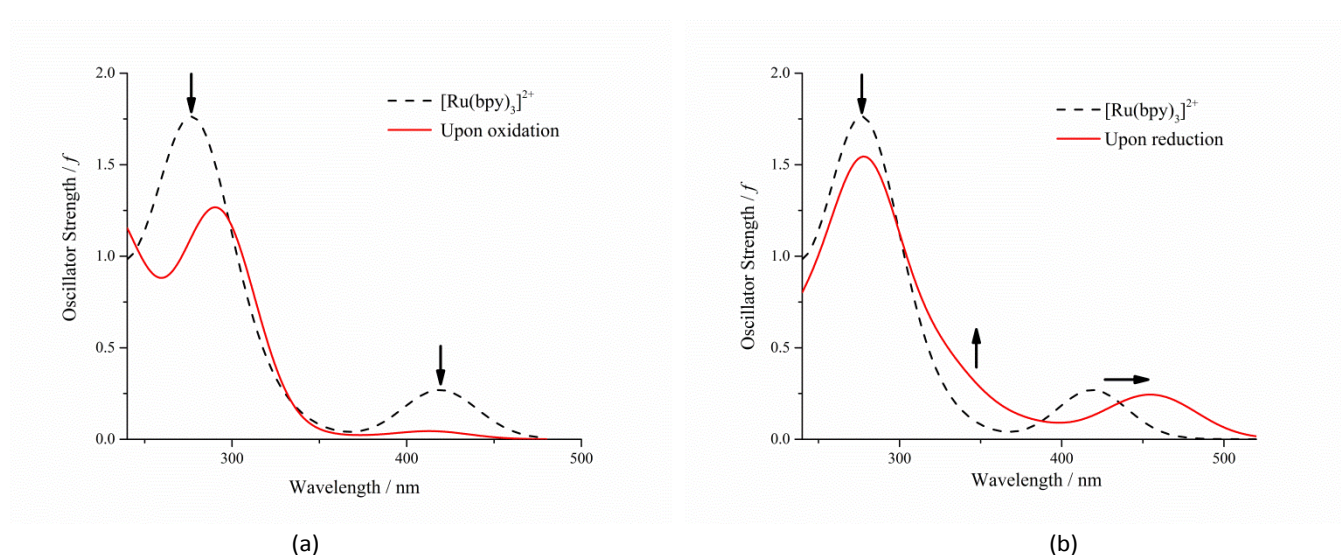 [Ru(bpy)₃]²⁺
Upon oxidation
Oscillator Strength / f
2.0
1.5
1.0
0.5
0.0
300
400
500
Wavelength / nm
(a)
[Ru(bpy)₃]²⁺
Upon reduction
Oscillator Strength / f
2.0
1.5
1.0
0.5
0.0
300
400
500
Wavelength / nm
(b)